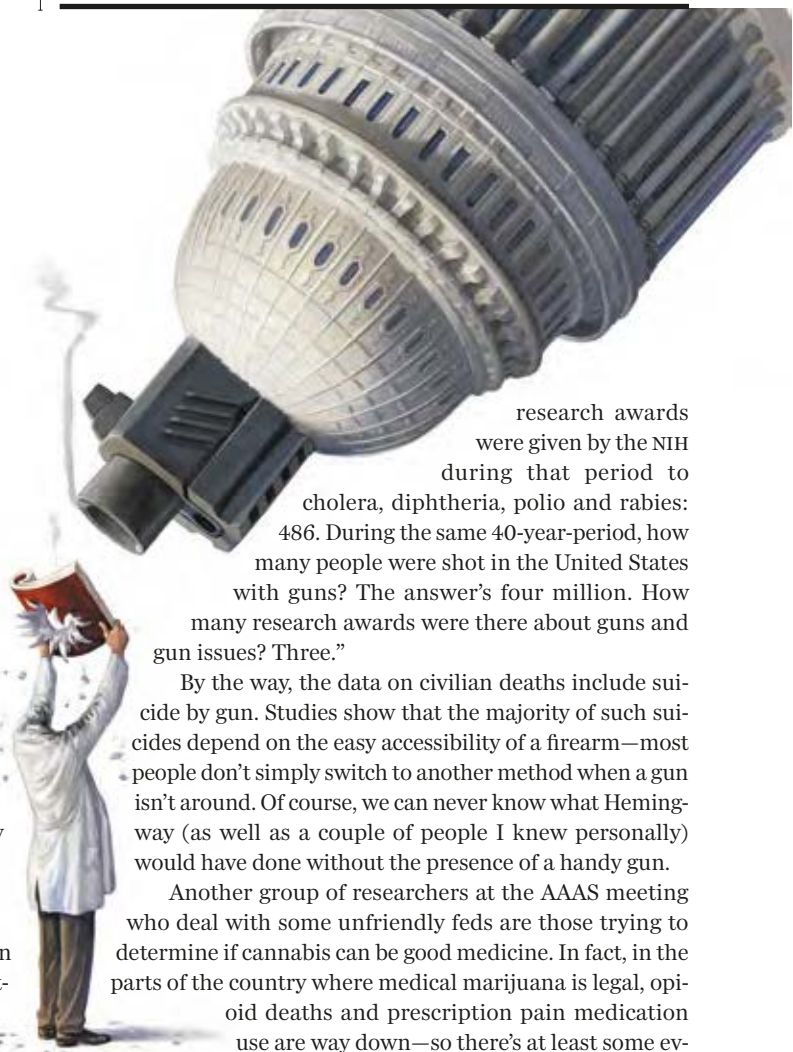 research awards
were given by the NIH
during that period to
cholera, diphtheria, polio and rabies:
486. During the same 40-year-period, how
many people were shot in the United States
with guns? The answer’s four million. How
many research awards were there about guns and
gun issues? Three.”
By the way, the data on civilian deaths include sui-
cide by gun. Studies show that the majority of such sui-
cides depend on the easy accessibility of a firearm—most
people don’t simply switch to another method when a gun
isn’t around. Of course, we can never know what Heming-
way (as well as a couple of people I knew personally)
would have done without the presence of a handy gun.
Another group of researchers at the AAAS meeting
who deal with some unfriendly feds are those trying to
determine if cannabis can be good medicine. In fact, in the
parts of the country where medical marijuana is legal, opi-
oid deaths and prescription pain medication
use are way down—so there’s at least some ev-